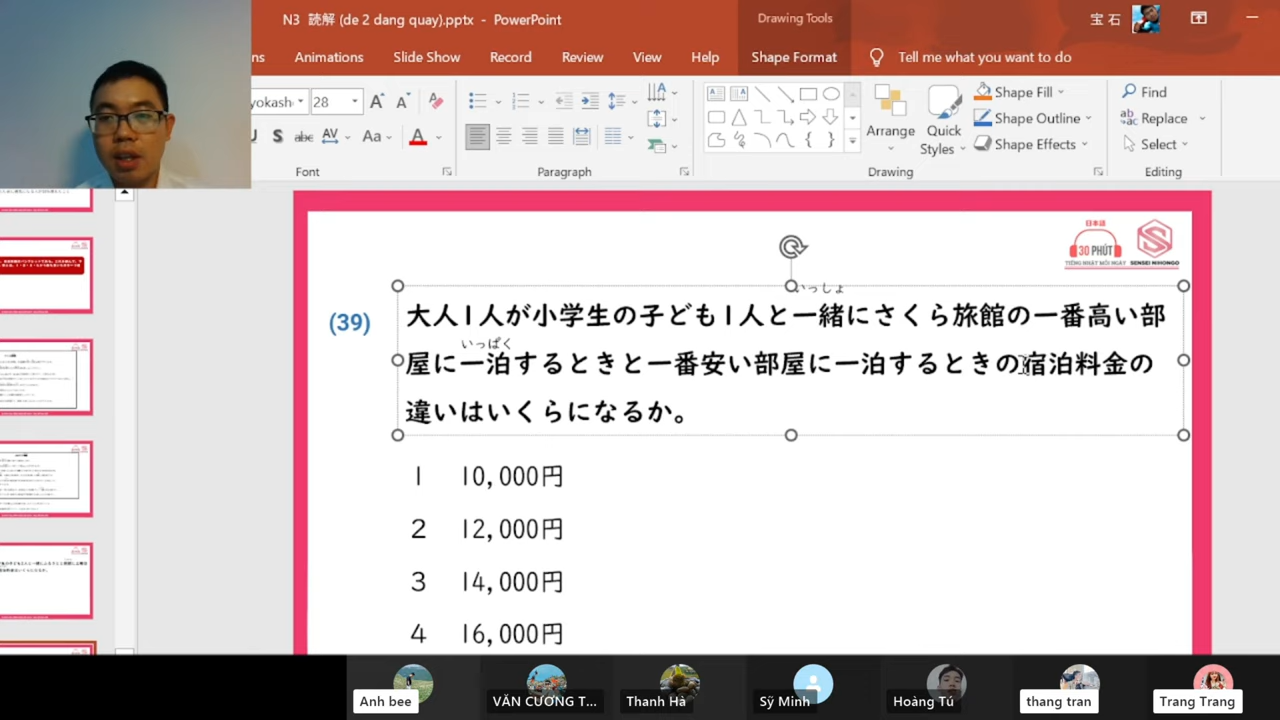 N3 読解 (de 2 dang quay).pptx - PowerPoint
Drawing Tools
宝 石
ns
Animations
Slide Show
Record
Review
View
Help
Shape Format
Tell me what you want to do
yokash
28
Aa
Font
Paragraph
Arrange
Quick Styles
Shape Fill
Shape Outline
Shape Effects
Drawing
Find
Replace
Select
Editing
日本語
30 PHÚT
TIẾNG NHẬT MỖI NGÀY
SENSEI NIHONGO
(39)
いっしょ
大人1人が小学生の子ども1人と一緒にさくら旅館の一番高い部
いっぱく
屋に一泊するときと一番安い部屋に一泊するときの宿泊料金の
違いはいくらになるか。
1 10,000円
2 12,000円
3 14,000円
4 16,000円
Anh bee
VĂN CƯƠNG T...
Thanh Hà
Sỹ Minh
Hoàng Tú
thang tran
Trang Trang